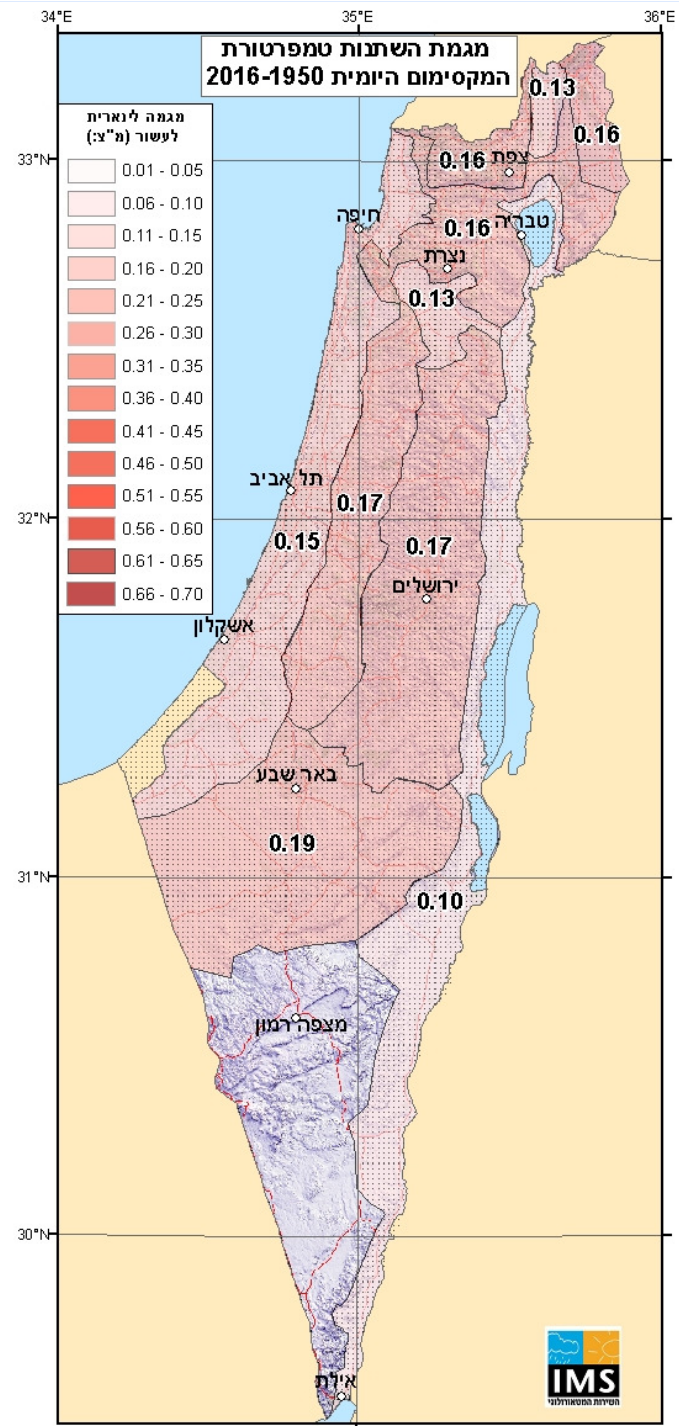 34°E
35°E
36°E
מגמת השתנות טמפרטורת
המקסימום היומית 2016-1950
מגמה לינארית
לעשור (מ"צ:)
0.01 - 0.05
0.06 - 0.10
0.11 - 0.15
0.16 - 0.20
0.21 - 0.25
0.26 - 0.30
0.31 - 0.35
0.36 - 0.40
0.41 - 0.45
0.46 - 0.50
0.51 - 0.55
0.56 - 0.60
0.61 - 0.65
0.66 - 0.70
0.13
0.16
33°N
0.16
צפת
חיפה
0.16
טבריה
נצרת
0.13
תל אביב
0.17
32°N
0.15
0.17
ירושלים
אשקלון
באר שבע
0.19
31°N
0.10
מצפה רמון
30°N
אילת
IMS
השירות המטאורולוגי